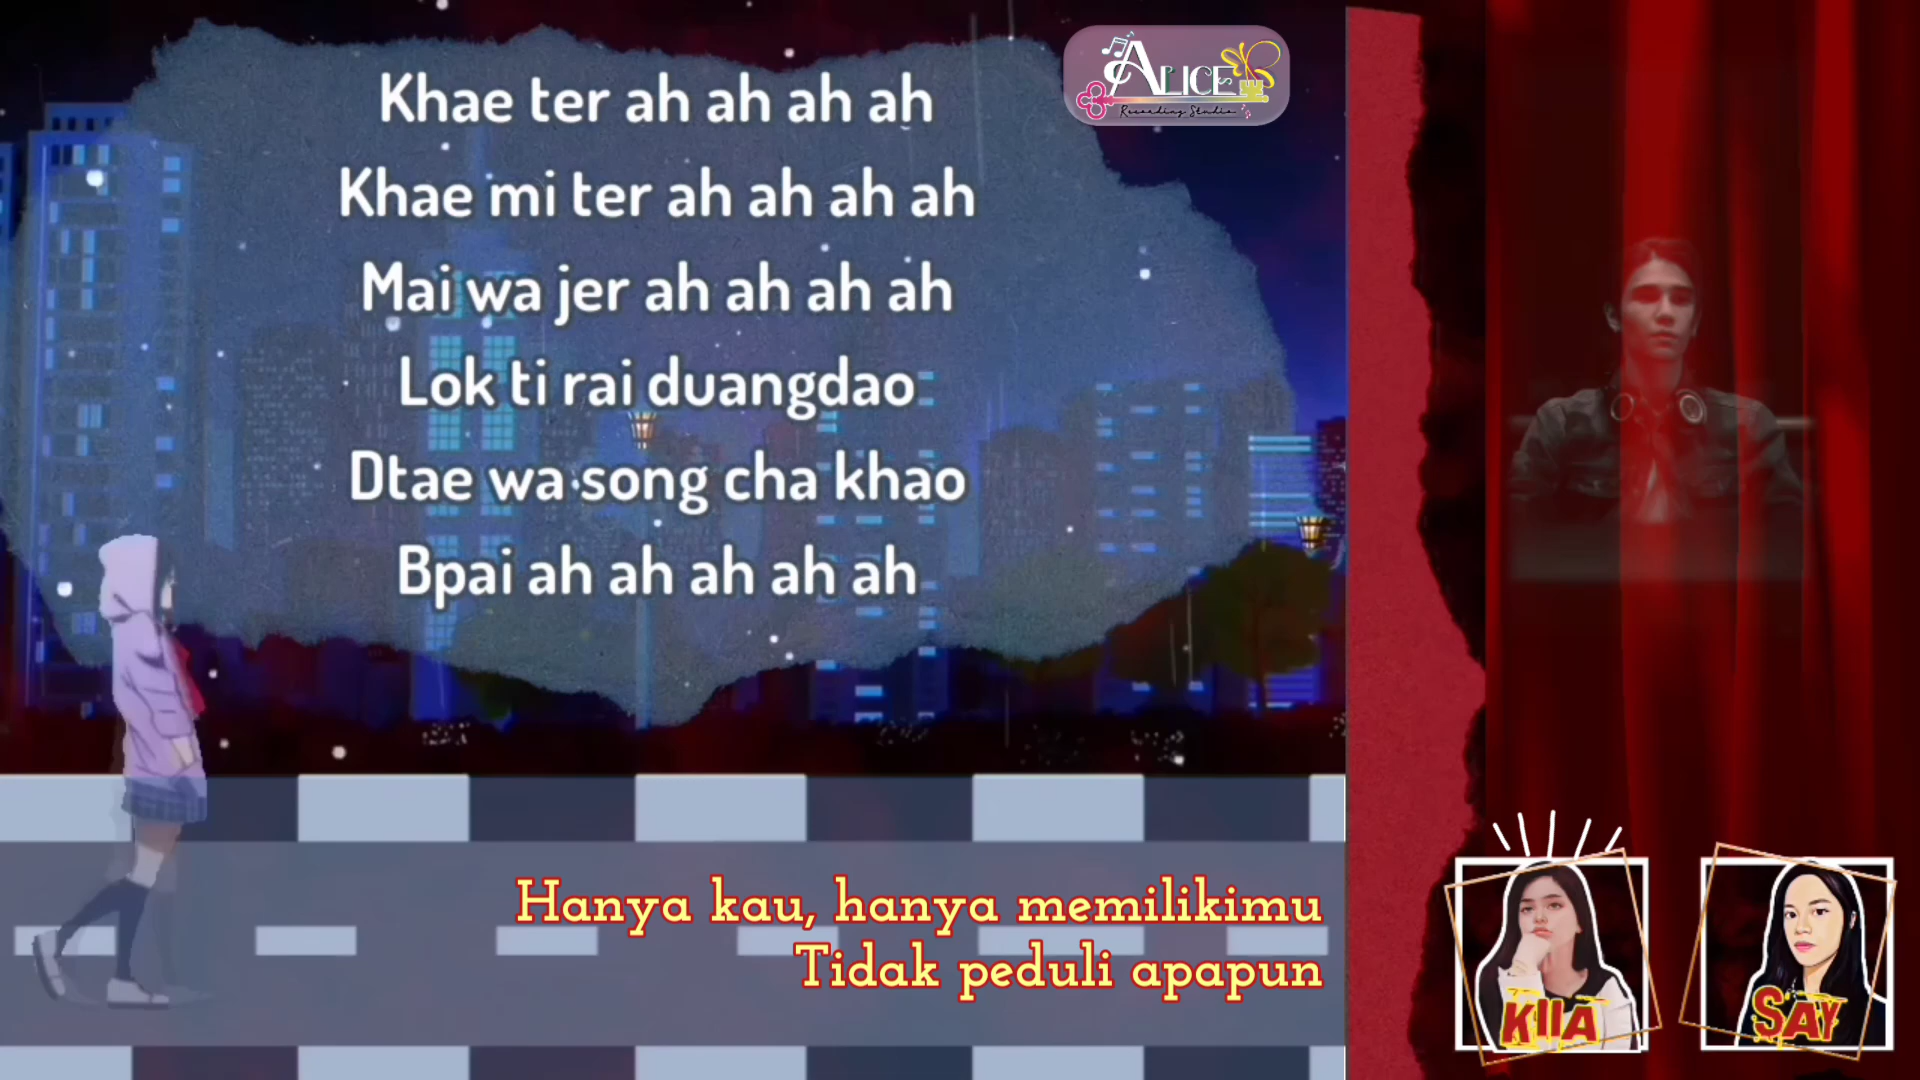 Khae ter ah ah ah ah
Khae mi ter ah ah ah ah
Mai wa jer ah ah ah ah
Lok ti rai duangdao
Dtae wa song cha khao
Bpai ah ah ah ah ah
ALICE
Recording Studio
Hanya kau, hanya memilikimu
Tidak peduli apapun
KIIA
SAY